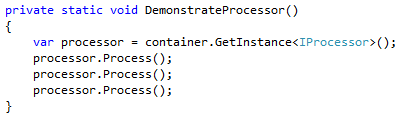 private static void DemonstrateProcessor()
{
    var processor = container.GetInstance<IProcessor>();
    processor.Process();
    processor.Process();
    processor.Process();
}